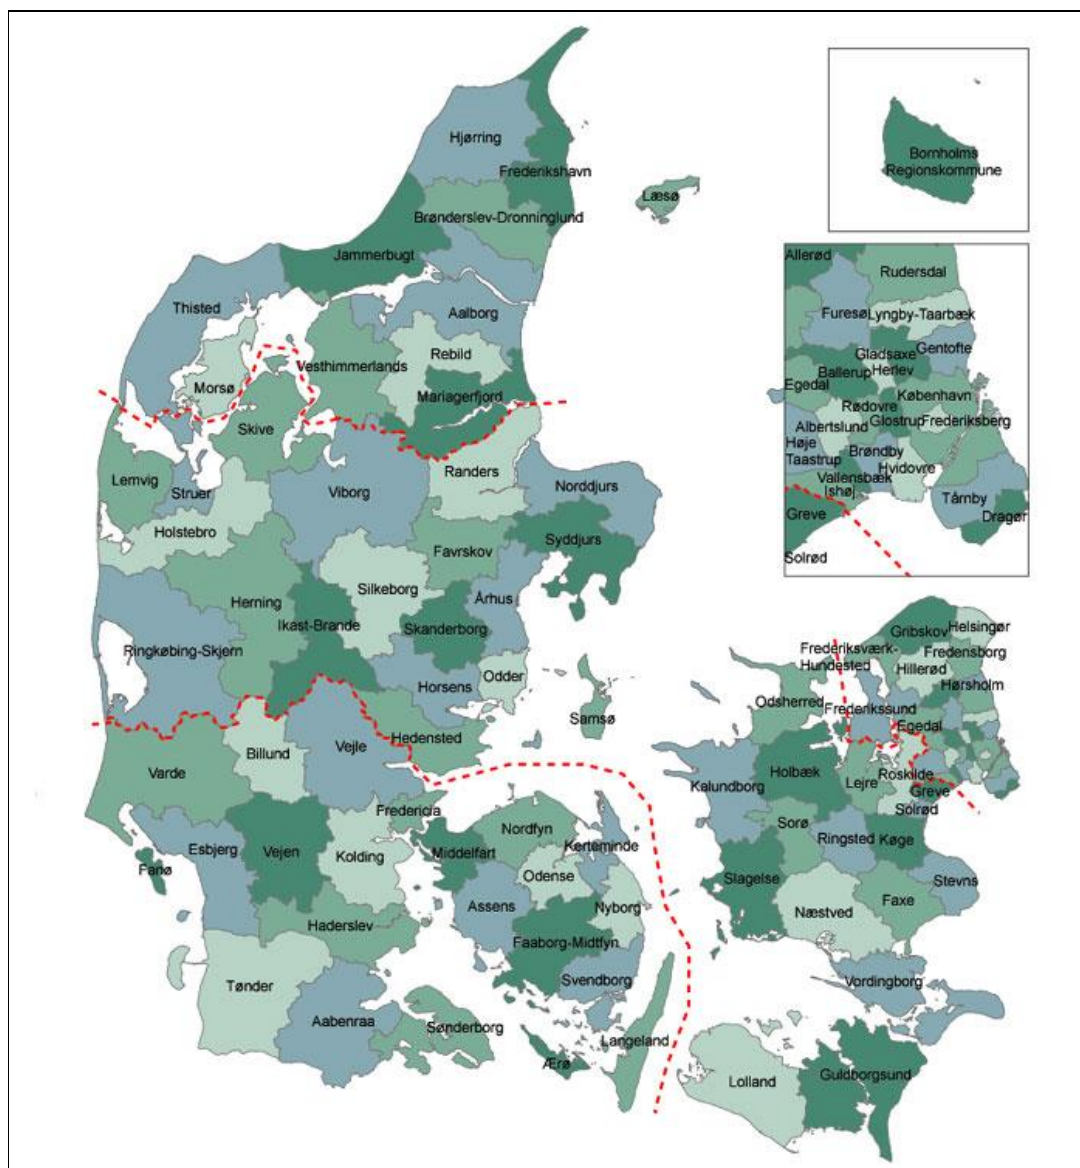 Hjørring
Frederikshavn
Læsø
Brønderslev-Dronninglund
Jammerbugt
Thisted
Aalborg
Rebild
Vesthimmerlands
Morsø
Mariagerfjord
Skive
Randers
Lemvig
Struer
Viborg
Norddjurs
Holstebro
Syddjurs
Favrskov
Silkeborg
Århus
Herning
Ikast-Brande
Skanderborg
Ringkøbing-Skjern
Horsens
Odder
Samsø
Hedensted
Billund
Vejle
Varde
Fredericia
Nordfyn
Esbjerg
Vejen
Kolding
Middelfart
Kerteminde
Fanø
Odense
Assens
Nyborg
Haderslev
Faaborg-Midtfyn
Svendborg
Tønder
Aabenraa
Sønderborg
Langeland
Ærø
Bornholms
Regionskommune
Allerød
Rudersdal
Furesø
Lyngby-Taarbæk
Gladsaxe
Gentofte
Ballerup
Herlev
Egedal
København
Rødovre
Albertslund
Glostrup
Frederiksberg
Høje
Taastrup
Brøndby
Hvidovre
Vallensbæk
Ishøj
Tårnby
Greve
Dragør
Solrød
Helsingør
Gribskov
Frederiksværk-
Hundested
Fredensborg
Hillerød
Hørsholm
Odsherred
Frederikssund
Egedal
Holbæk
Roskilde
Kalundborg
Lejre
Greve
Solrød
Sorø
Ringsted
Køge
Slagelse
Stevns
Næstved
Faxe
Vordingborg
Lolland
Guldborgsund